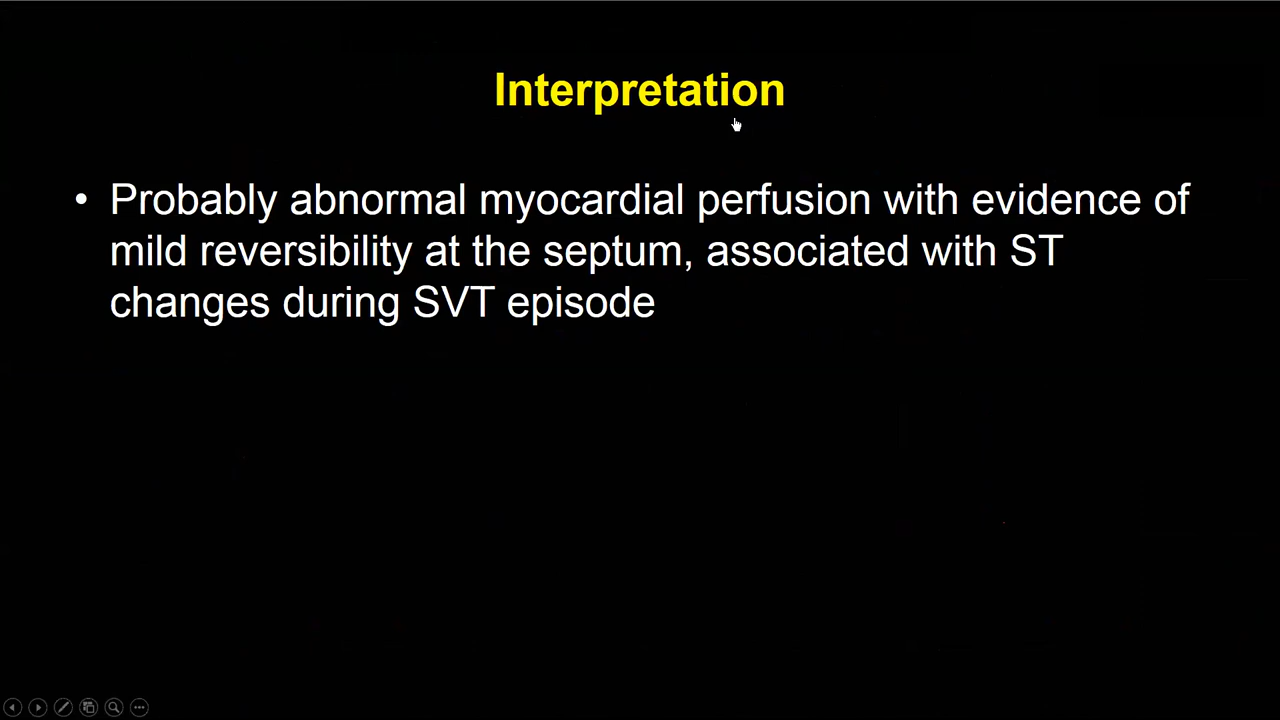 Interpretation
• Probably abnormal myocardial perfusion with evidence of
mild reversibility at the septum, associated with ST
changes during SVT episode